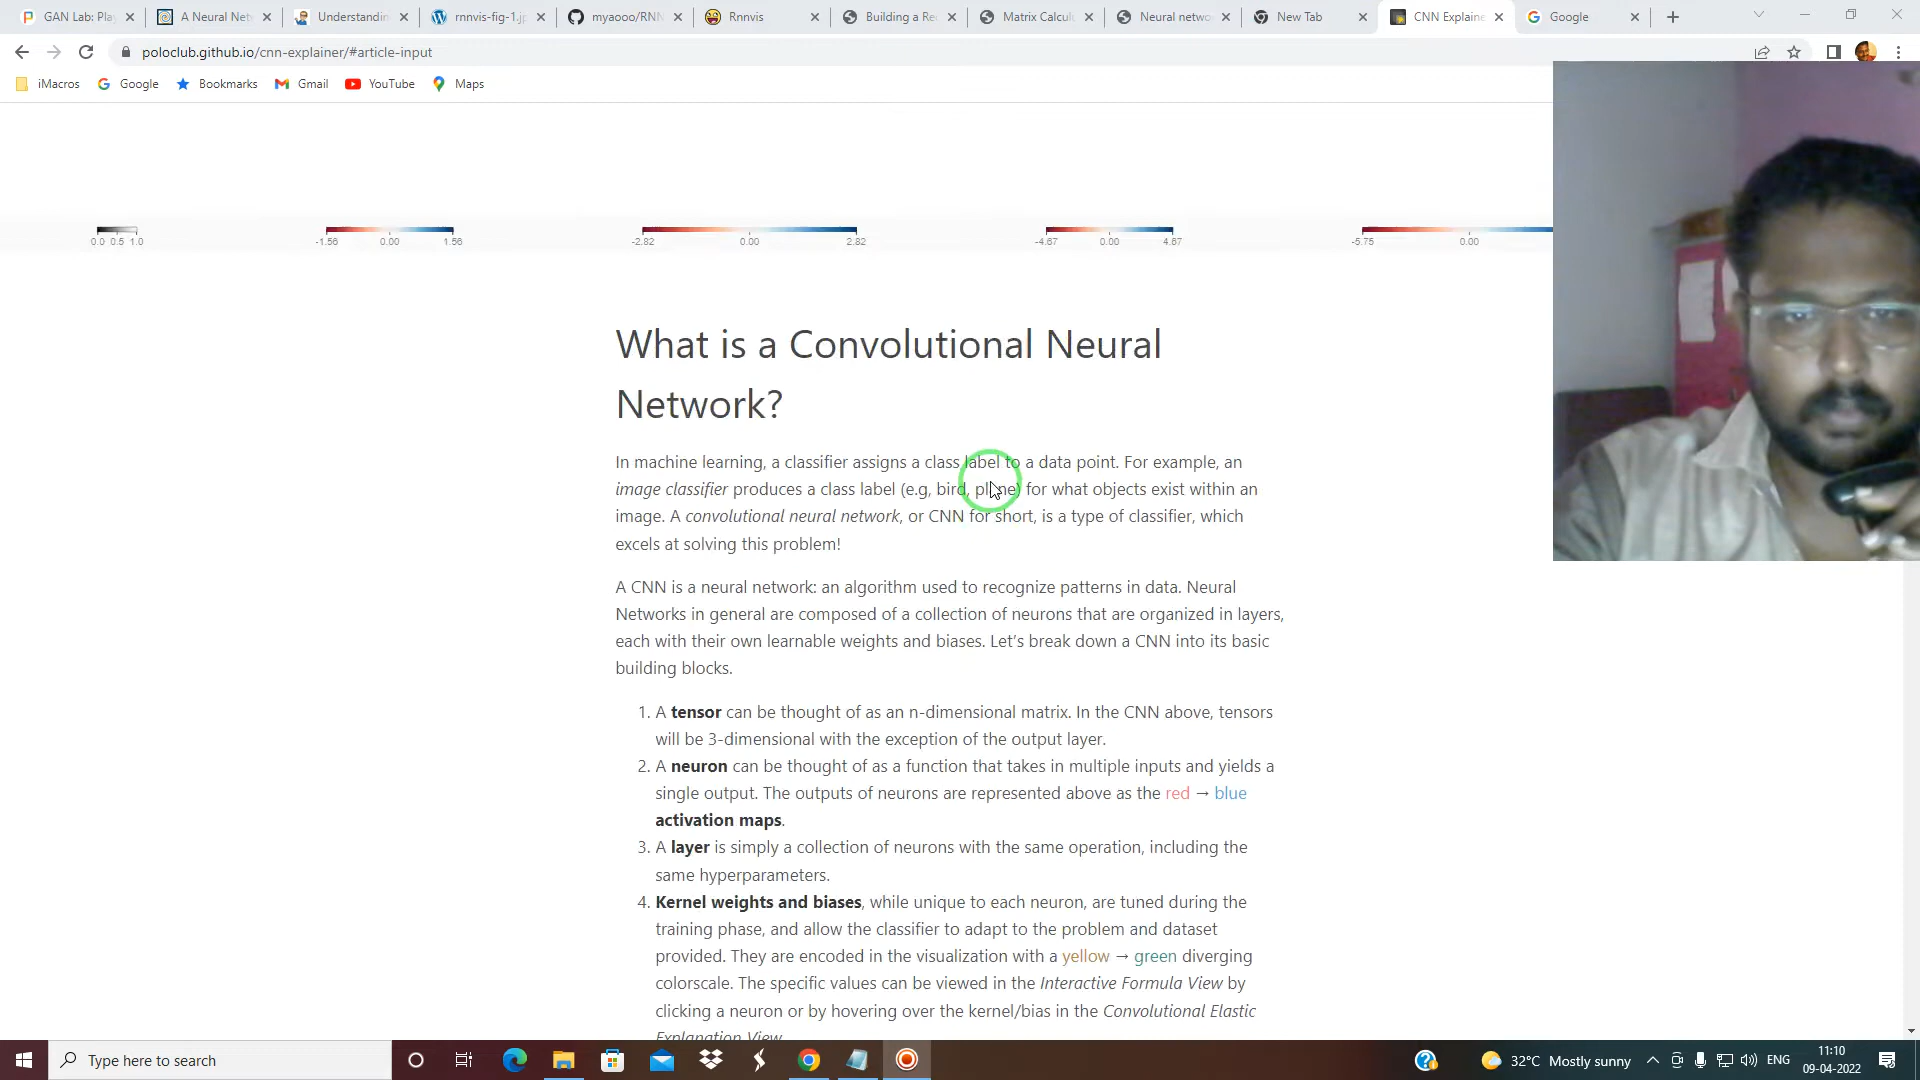 GAN Lab: Play
A Neural Net
Understandin
rnnvis-fig-1.jp
myaooo/RNN
Rnnvis
Building a Re
Matrix Calcul
Neural netwo
New Tab
CNN Explaine
Google
poloclub.github.io/cnn-explainer/#article-input
iMacros
Google
Bookmarks
Gmail
YouTube
Maps
0.0 0.5 1.0
-1.56 0.00 1.56
-2.82 0.00 2.82
-4.67 0.00 4.67
-5.75 0.00
What is a Convolutional Neural
Network?
In machine learning, a classifier assigns a class label to a data point. For example, an
image classifier produces a class label (e.g, bird, plane) for what objects exist within an
image. A convolutional neural network, or CNN for short, is a type of classifier, which
excels at solving this problem!
A CNN is a neural network: an algorithm used to recognize patterns in data. Neural
Networks in general are composed of a collection of neurons that are organized in layers,
each with their own learnable weights and biases. Let’s break down a CNN into its basic
building blocks.
1. A tensor can be thought of as an n-dimensional matrix. In the CNN above, tensors
will be 3-dimensional with the exception of the output layer.
2. A neuron can be thought of as a function that takes in multiple inputs and yields a
single output. The outputs of neurons are represented above as the red → blue
activation maps.
3. A layer is simply a collection of neurons with the same operation, including the
same hyperparameters.
4. Kernel weights and biases, while unique to each neuron, are tuned during the
training phase, and allow the classifier to adapt to the problem and dataset
provided. They are encoded in the visualization with a yellow → green diverging
colorscale. The specific values can be viewed in the Interactive Formula View by
clicking a neuron or by hovering over the kernel/bias in the Convolutional Elastic
Explanation View.
Type here to search
32°C Mostly sunny
ENG
11:10
09-04-2022